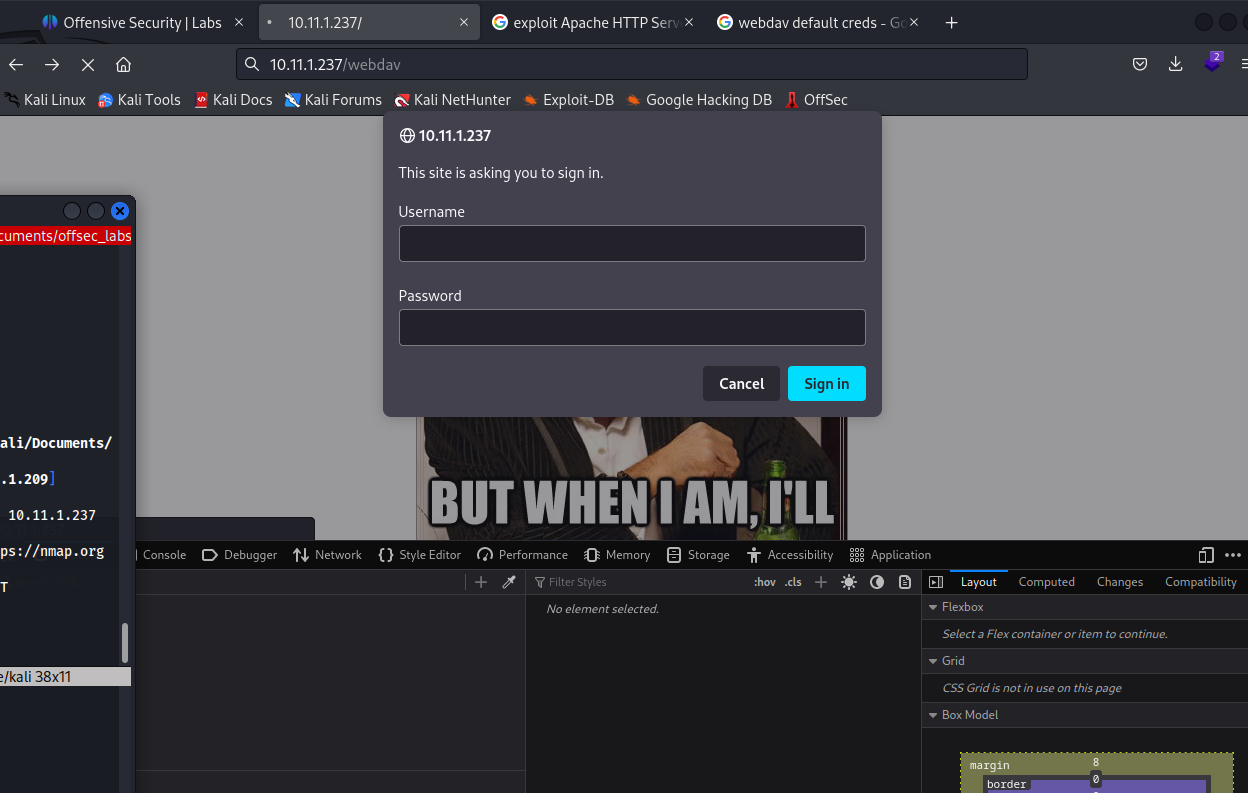 Offensive Security | Labs
10.11.1.237/
exploit Apache HTTP Serv
webdav default creds - Go
10.11.1.237/webdav
2
Kali Linux
Kali Tools
Kali Docs
Kali Forums
Kali NetHunter
Exploit-DB
Google Hacking DB
OffSec
10.11.1.237
This site is asking you to sign in.
Username
Password
Cancel
Sign in
cuments/offsec_labs
ali/Documents/
.1.209]
10.11.1.237
ps://nmap.org
T
e/kali 38x11
BUT WHEN I AM, I'LL
Console
Debugger
Network
Style Editor
Performance
Memory
Storage
Accessibility
Application
Filter Styles
:hov
.cls
Layout
Computed
Changes
Compatibility
No element selected.
Flexbox
Select a Flex container or item to continue.
Grid
CSS Grid is not in use on this page
Box Model
margin
8
border
0